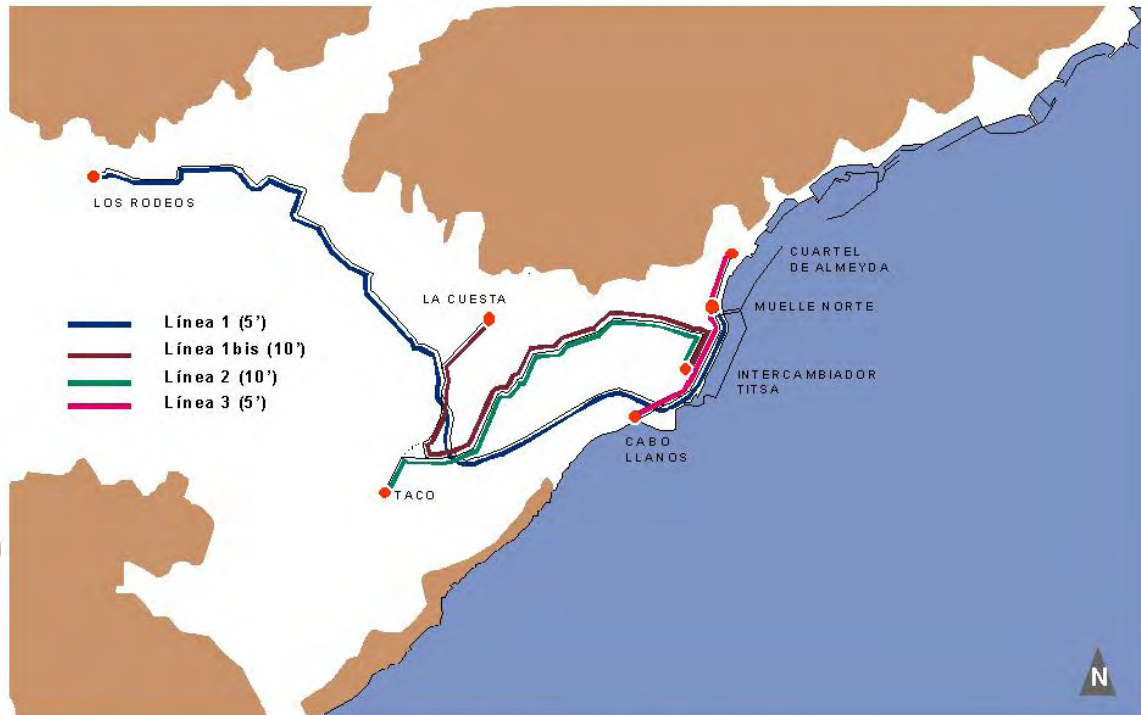 LOS RODEOS
CUARTEL
DE ALMEYDA
LA CUESTA
MUELLE NORTE
Línea 1 (5')
Línea 1bis (10')
Línea 2 (10')
Línea 3 (5')
INTERCAMBIADOR
TITSA
CABO
LLANOS
TACO
N